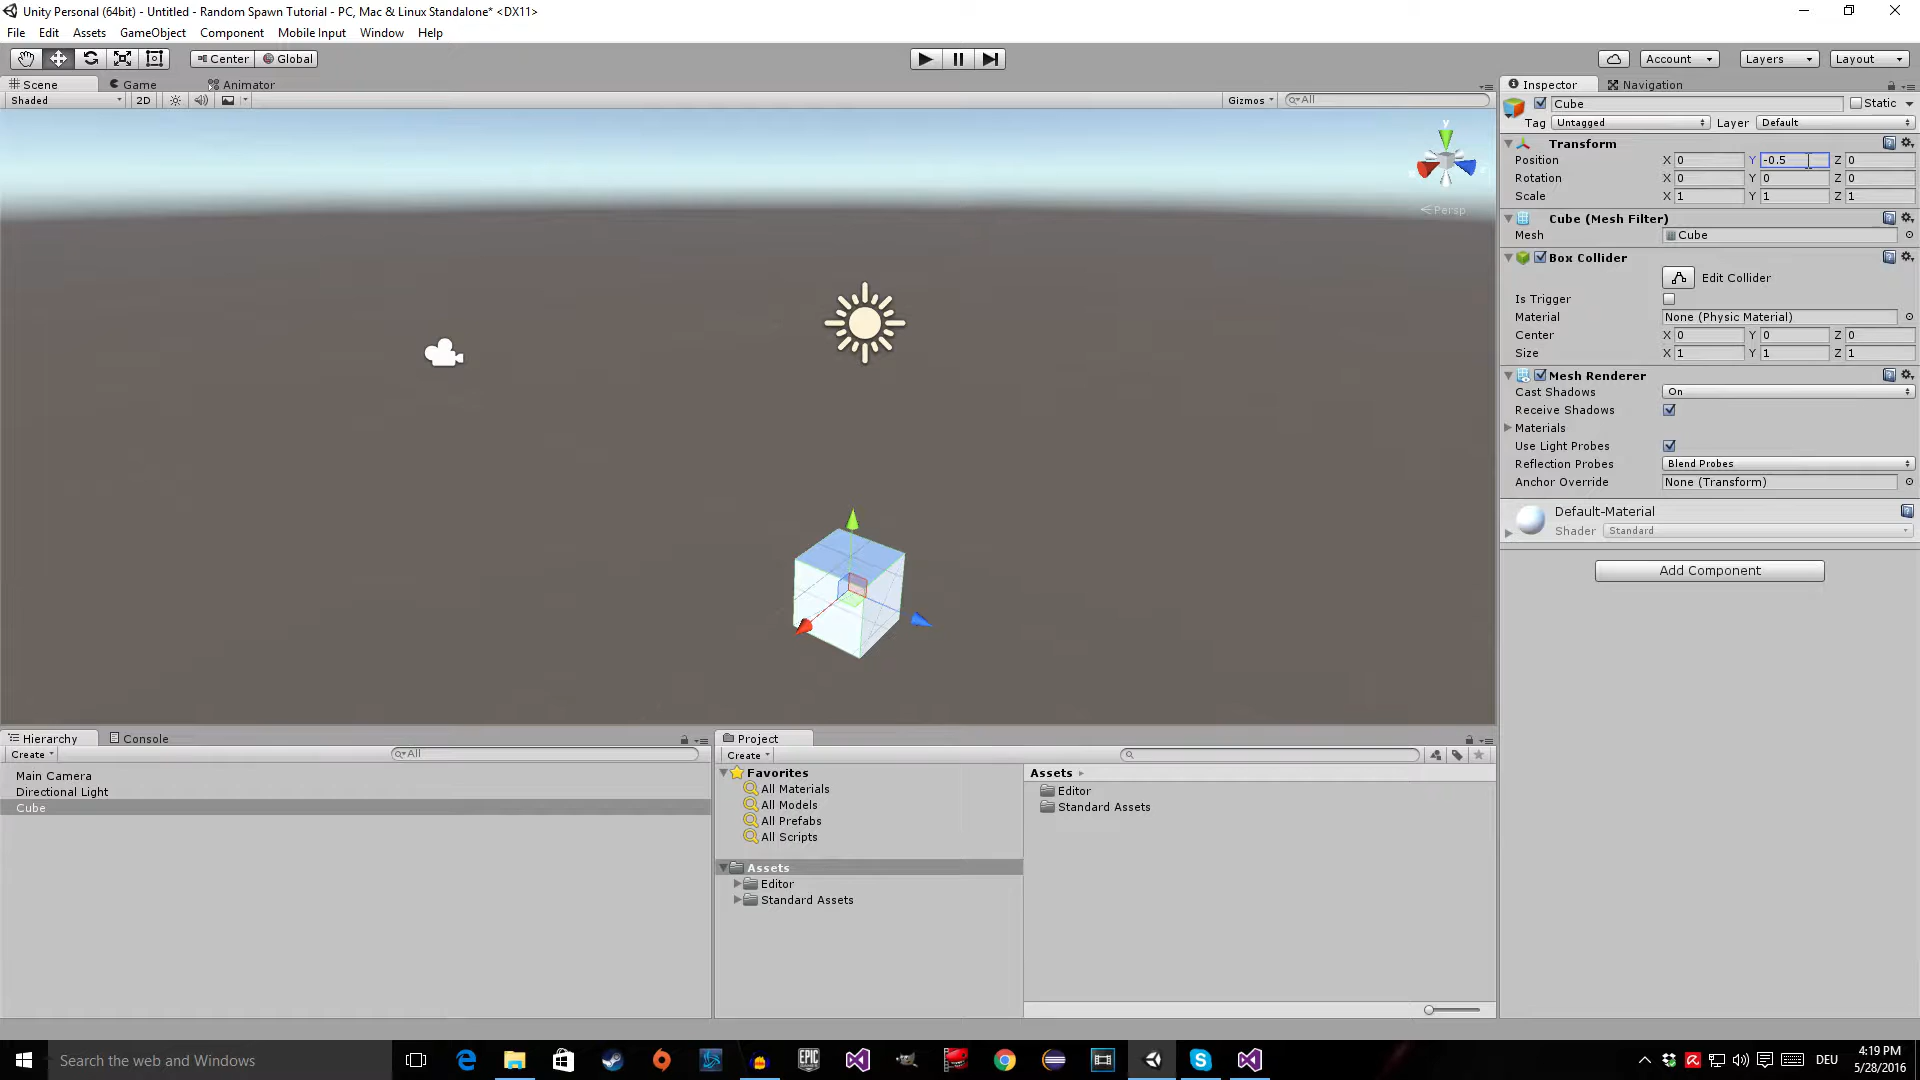 Unity Personal (64bit) - Untitled - Random Spawn Tutorial - PC, Mac & Linux Standalone* <DX11>
File Edit Assets GameObject Component Mobile Input Window Help
Center Global Account Layers Layout
Scene Game Animator
Shaded 2D Gizmos All
y
Persp
Inspector Navigation
Cube Static
Tag Untagged Layer Default
Transform
Position X 0 Y -0.5 Z 0
Rotation X 0 Y 0 Z 0
Scale X 1 Y 1 Z 1
Cube (Mesh Filter)
Mesh Cube
Box Collider
Edit Collider
Is Trigger
Material None (Physic Material)
Center X 0 Y 0 Z 0
Size X 1 Y 1 Z 1
Mesh Renderer
Cast Shadows On
Receive Shadows
Materials
Use Light Probes
Reflection Probes Blend Probes
Anchor Override None (Transform)
Default-Material
Shader Standard
Add Component
Hierarchy Console
Create All
Main Camera
Directional Light
Cube
Project
Create
Favorites
All Materials
All Models
All Prefabs
All Scripts
Assets
Editor
Standard Assets
Assets
Editor
Standard Assets
Search the web and Windows
EPIC GAMES
DEU
4:19 PM
5/28/2016